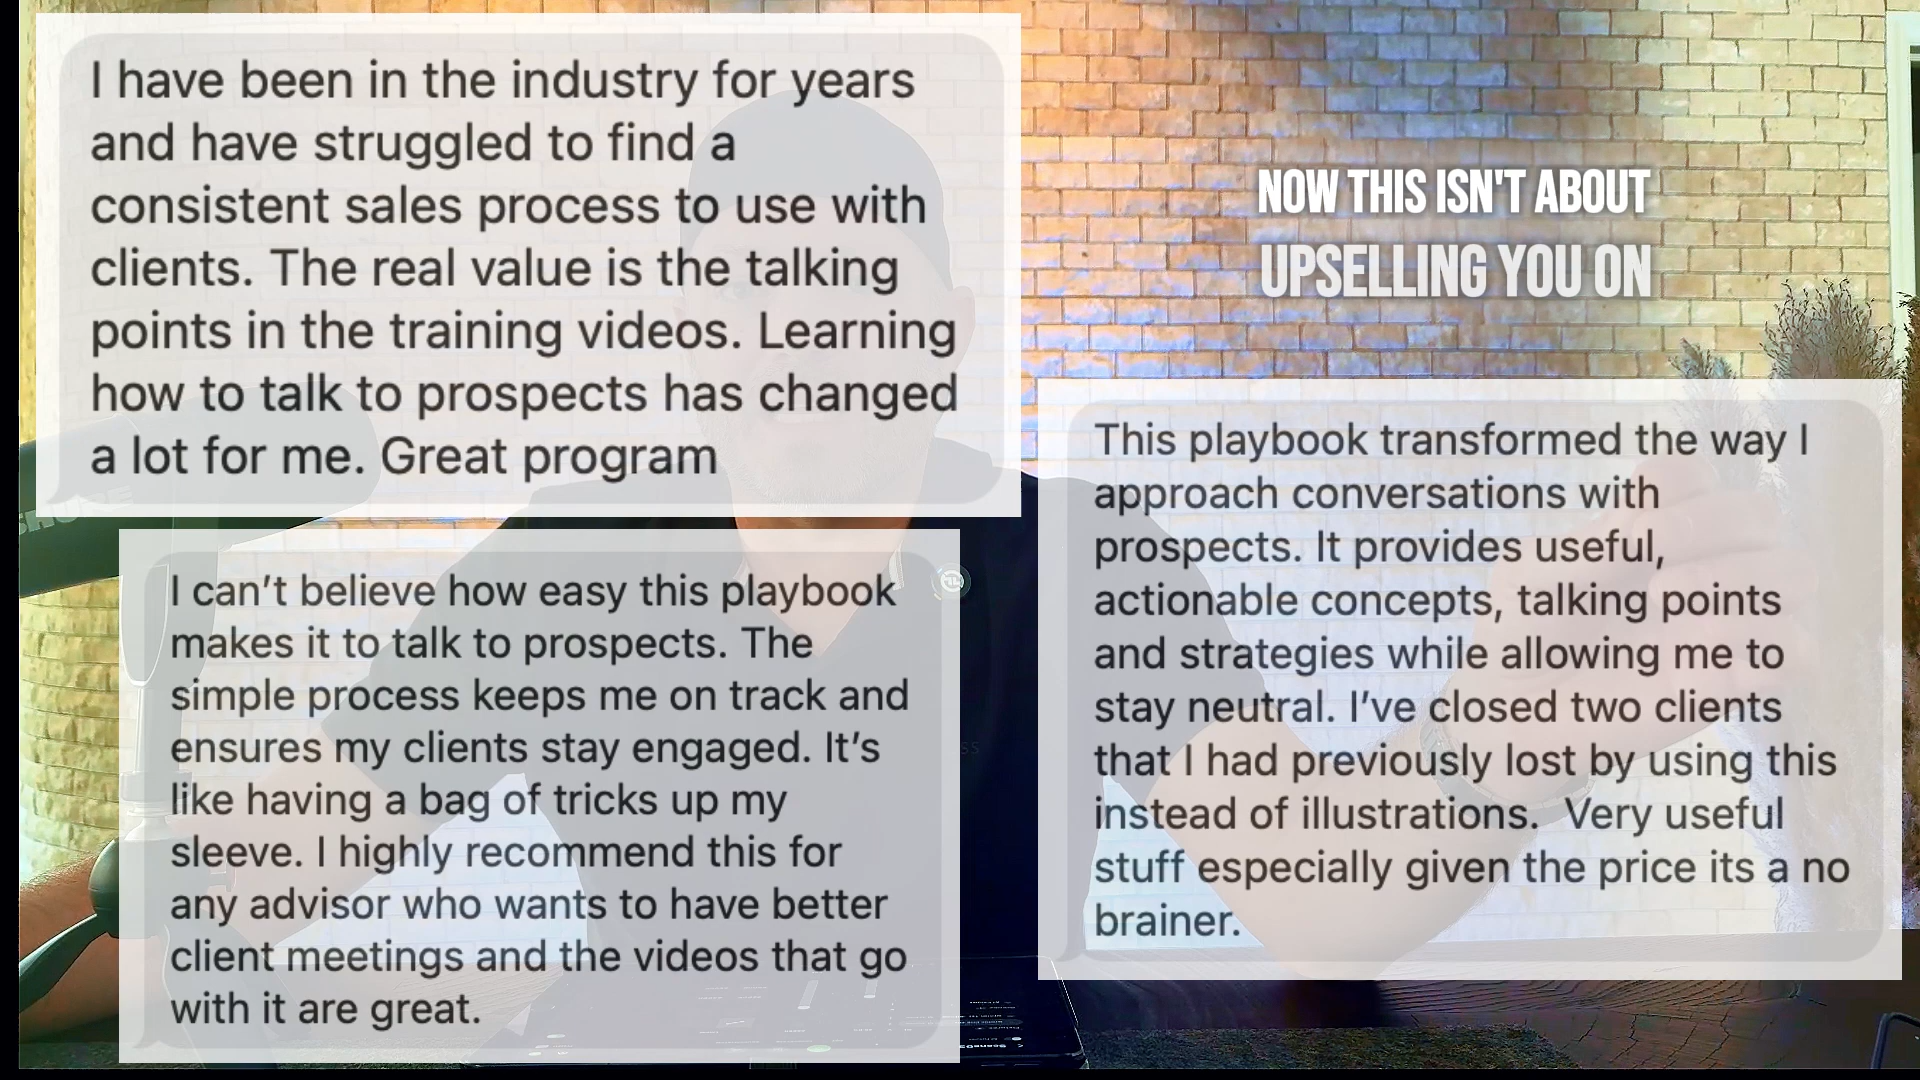 I have been in the industry for years
and have struggled to find a
consistent sales process to use with
clients. The real value is the talking
points in the training videos. Learning
how to talk to prospects has changed
a lot for me. Great program
NOW THIS ISN'T ABOUT
UPSELLING YOU ON
I can’t believe how easy this playbook
makes it to talk to prospects. The
simple process keeps me on track and
ensures my clients stay engaged. It’s
like having a bag of tricks up my
sleeve. I highly recommend this for
any advisor who wants to have better
client meetings and the videos that go
with it are great.
This playbook transformed the way I
approach conversations with
prospects. It provides useful,
actionable concepts, talking points
and strategies while allowing me to
stay neutral. I’ve closed two clients
that I had previously lost by using this
instead of illustrations.  Very useful
stuff especially given the price its a no
brainer.
SHURE